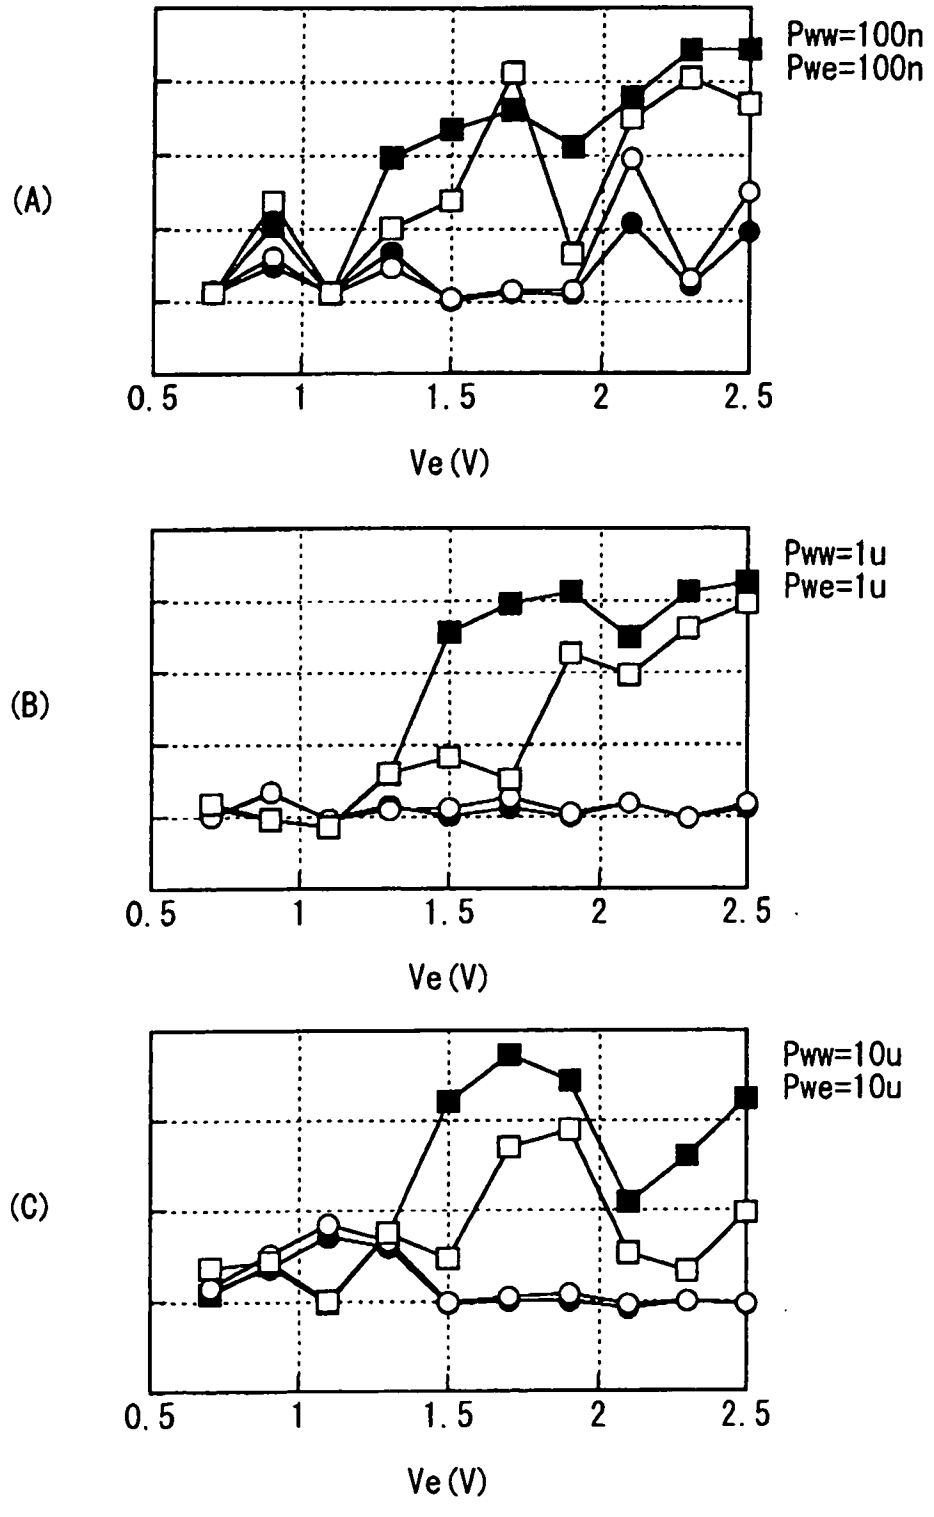 (A)
Pww=100n
Pwe=100n
0.5 1 1.5 2 2.5
Ve(V)
(B)
Pww=1u
Pwe=1u
0.5 1 1.5 2 2.5
Ve(V)
(C)
Pww=10u
Pwe=10u
0.5 1 1.5 2 2.5
Ve(V)